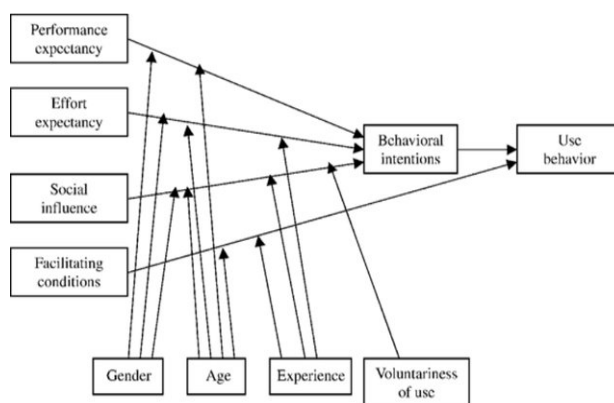 Performance
expectancy
Effort
expectancy
Social
influence
Facilitating
conditions
Behavioral
intentions
Use
behavior
Gender
Age
Experience
Voluntariness
of use